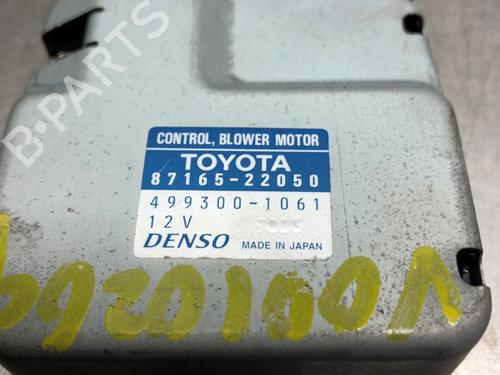 B-PARTS
CONTROL, BLOWER MOTOR
TOYOTA
87165-22050
499300-1061
12V
DENSO MADE IN JAPAN